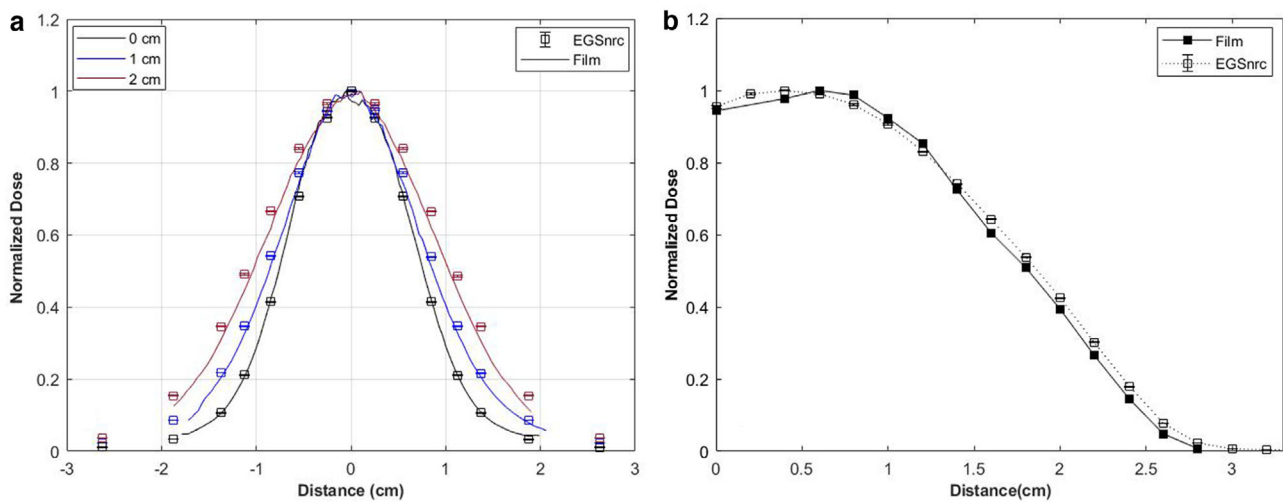 a
0 cm
1 cm
2 cm
EGSnrc
Film
Normalized Dose
1.2
1
0.8
0.6
0.4
0.2
0
-3 -2 -1 0 1 2 3
Distance (cm)
b
Film
EGSnrc
Normalized Dose
1.2
1
0.8
0.6
0.4
0.2
0
0 0.5 1 1.5 2 2.5 3
Distance(cm)